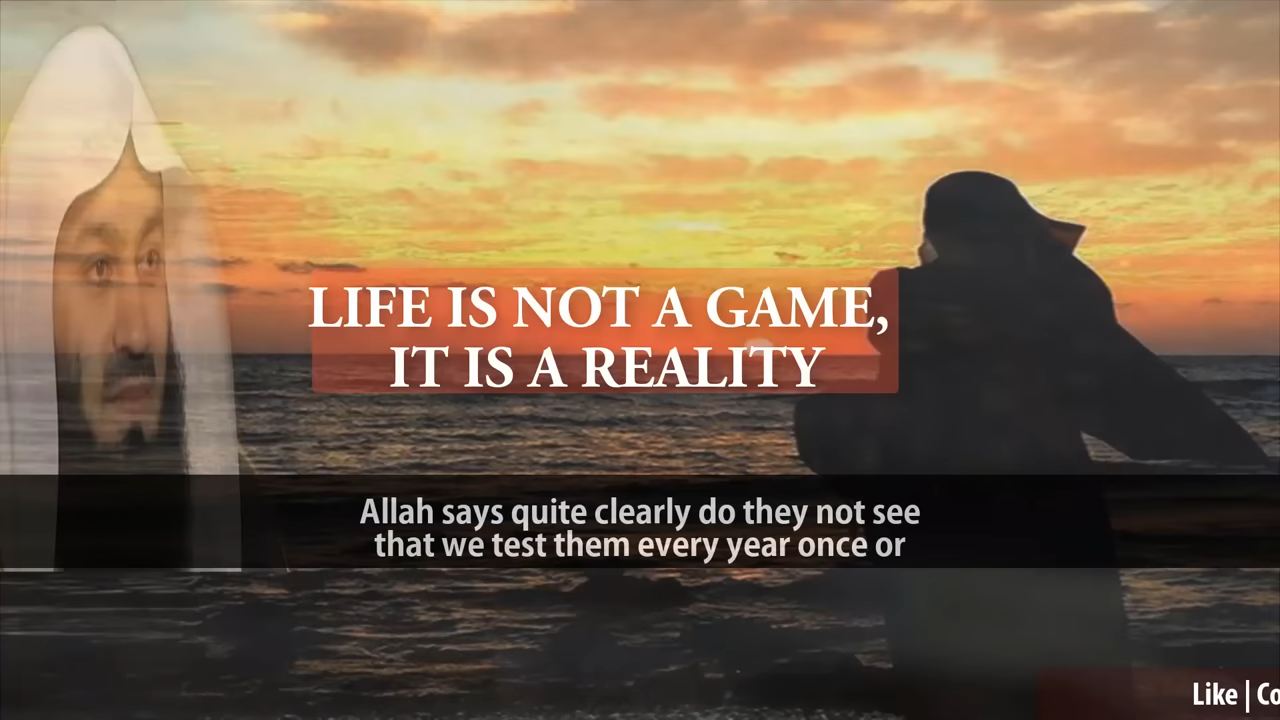 LIFE IS NOT A GAME,
IT IS A REALITY
Allah says quite clearly do they not see
that we test them every year once or
Like | Co